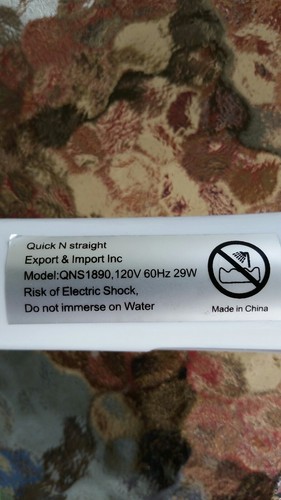 Quick N straight
Export & Import Inc
Model:QNS1890,120V 60Hz 29W
Risk of Electric Shock,
Do not immerse on Water
Made in China